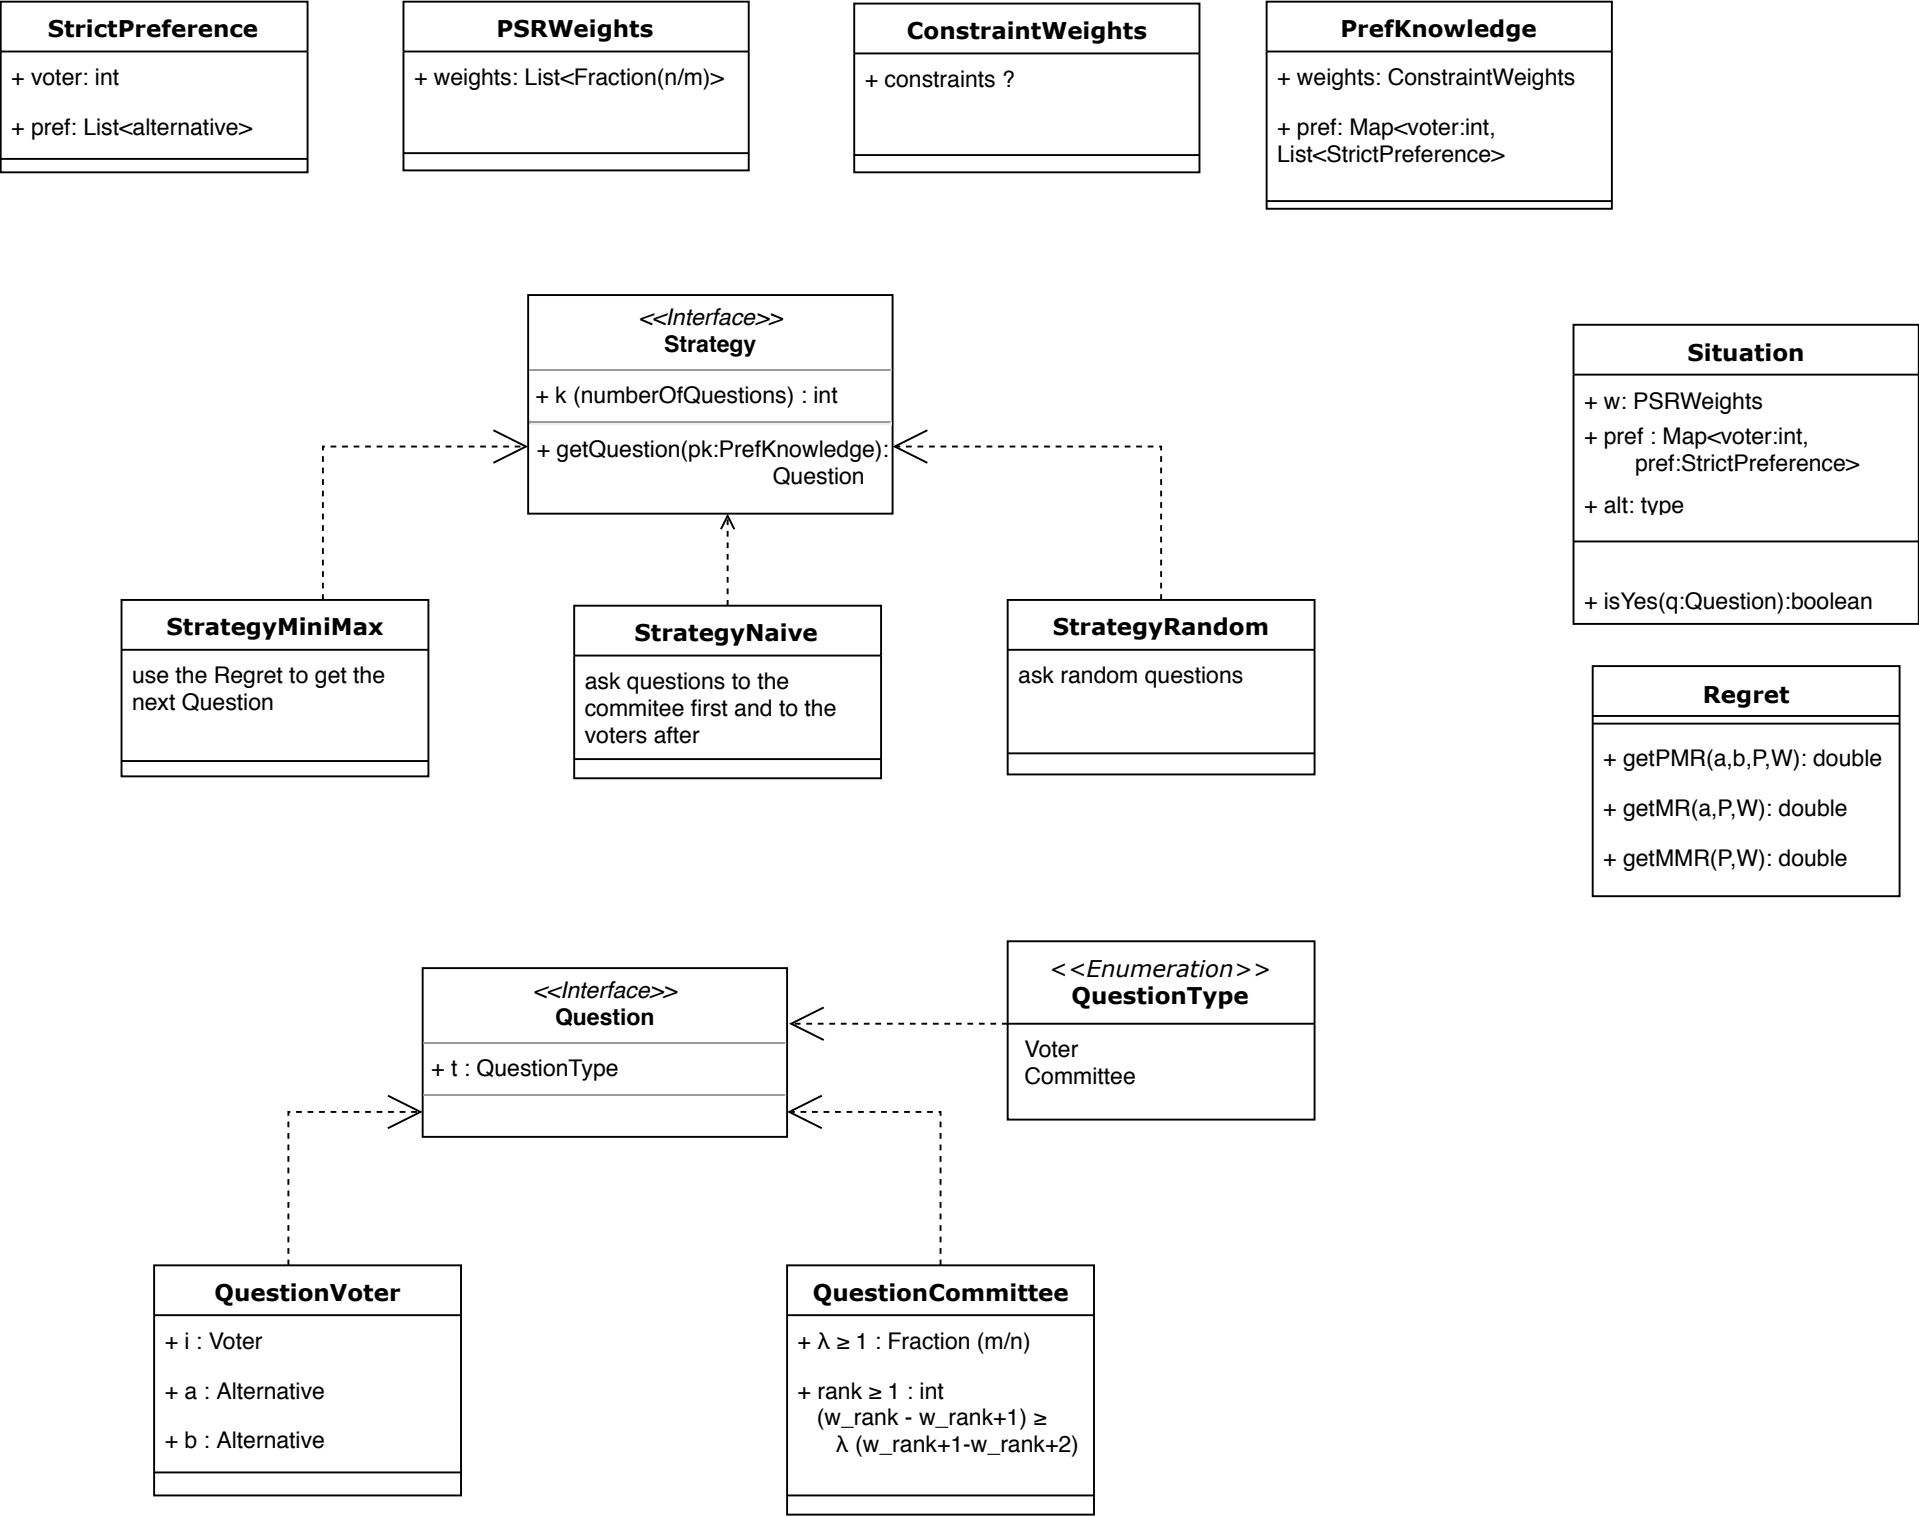 StrictPreference
+ voter: int
+ pref: List<alternative>
PSRWeights
+ weights: List<Fraction(n/m)>
ConstraintWeights
+ constraints ?
PrefKnowledge
+ weights: ConstraintWeights
+ pref: Map<voter:int,
List<StrictPreference>
<<Interface>>
Strategy
+ k (numberOfQuestions) : int
+ getQuestion(pk:PrefKnowledge):
Question
Situation
+ w: PSRWeights
+ pref : Map<voter:int,
pref:StrictPreference>
+ alt: type
+ isYes(q:Question):boolean
StrategyMiniMax
use the Regret to get the
next Question
StrategyNaive
ask questions to the
commitee first and to the
voters after
StrategyRandom
ask random questions
Regret
+ getPMR(a,b,P,W): double
+ getMR(a,P,W): double
+ getMMR(P,W): double
<<Interface>>
Question
+ t : QuestionType
<<Enumeration>>
QuestionType
Voter
Committee
QuestionVoter
+ i : Voter
+ a : Alternative
+ b : Alternative
QuestionCommittee
+ λ ≥ 1 : Fraction (m/n)
+ rank ≥ 1 : int
(w_rank - w_rank+1) ≥
λ (w_rank+1-w_rank+2)